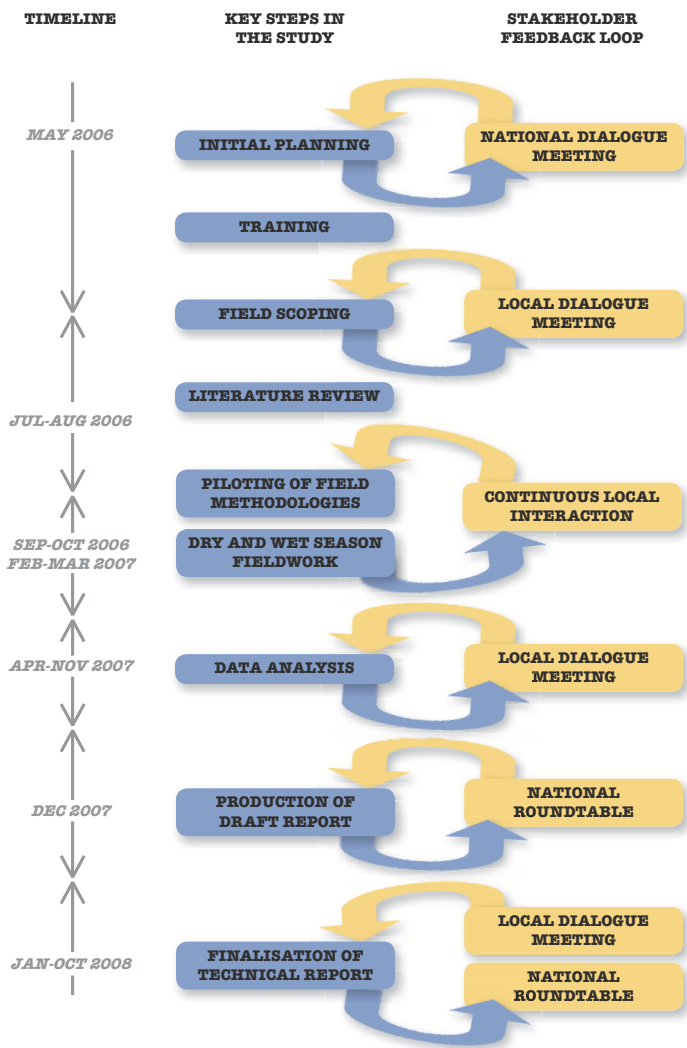 TIMELINE
KEY STEPS IN
THE STUDY
STAKEHOLDER
FEEDBACK LOOP
MAY 2006
INITIAL PLANNING
NATIONAL DIALOGUE
MEETING
TRAINING
FIELD SCOPING
LOCAL DIALOGUE
MEETING
LITERATURE REVIEW
JUL-AUG 2006
PILOTING OF FIELD
METHODOLOGIES
CONTINUOUS LOCAL
INTERACTION
SEP-OCT 2006
FEB-MAR 2007
DRY AND WET SEASON
FIELDWORK
APR-NOV 2007
DATA ANALYSIS
LOCAL DIALOGUE
MEETING
DEC 2007
PRODUCTION OF
DRAFT REPORT
NATIONAL
ROUNDTABLE
JAN-OCT 2008
FINALISATION OF
TECHNICAL REPORT
LOCAL DIALOGUE
MEETING
NATIONAL
ROUNDTABLE